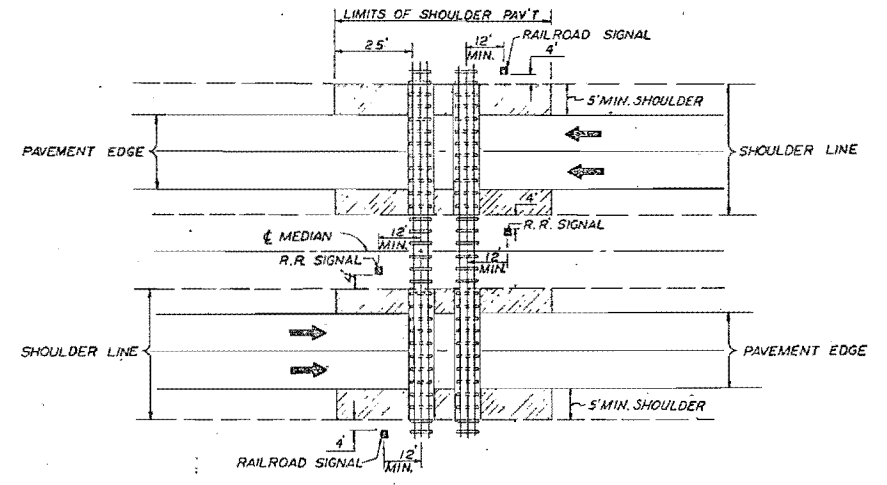 LIMITS OF SHOULDER PAV'T
25'
12'
MIN.
RAILROAD SIGNAL
4'
5' MIN. SHOULDER
PAVEMENT EDGE
SHOULDER LINE
4'
12'
MIN.
R.R. SIGNAL
℄ MEDIAN
R.R. SIGNAL
12'
MIN.
4'
SHOULDER LINE
PAVEMENT EDGE
5' MIN. SHOULDER
4'
12'
MIN.
RAILROAD SIGNAL